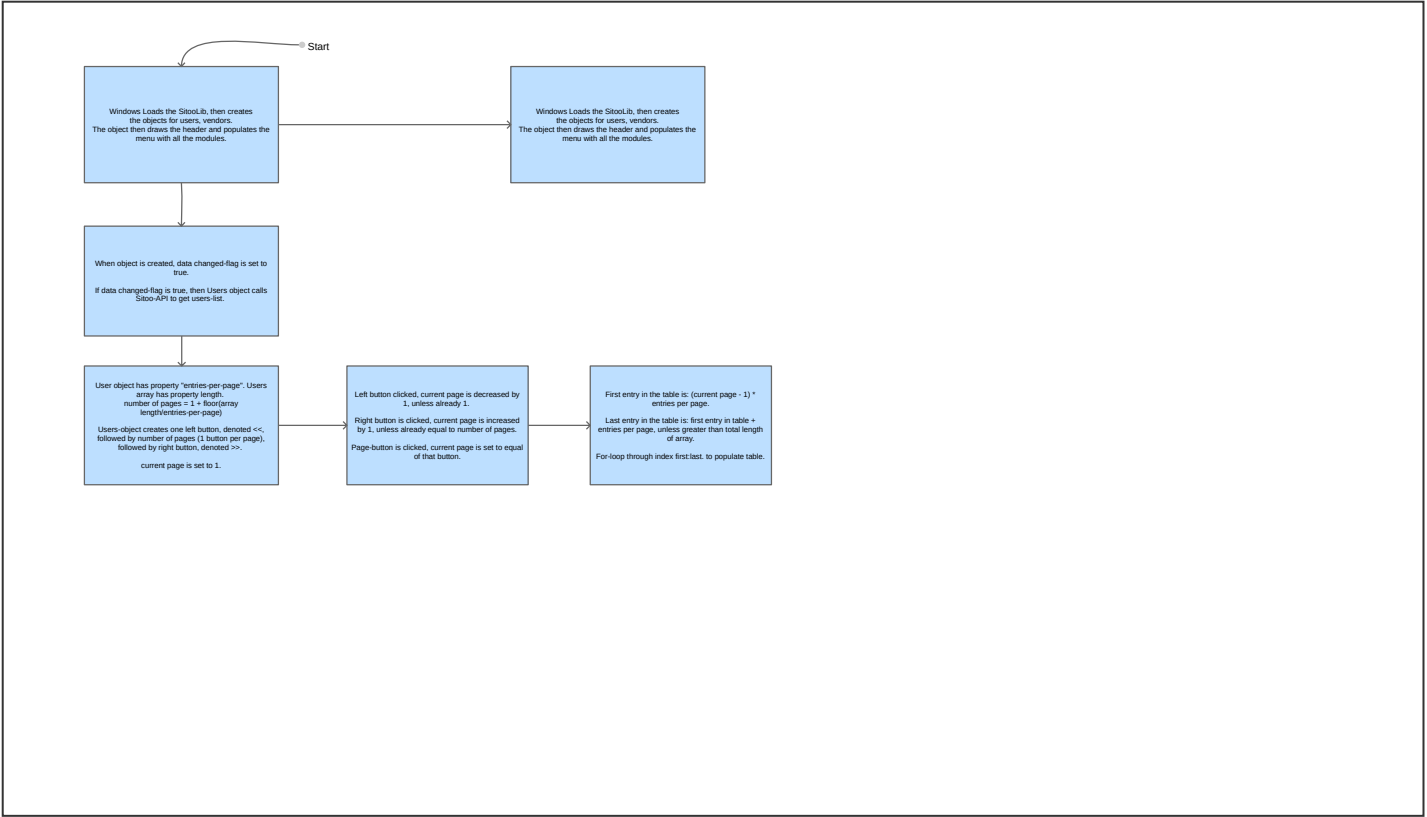 Start
Windows Loads the SitooLib, then creates
the objects for users, vendors.
The object then draws the header and populates the
menu with all the modules.
Windows Loads the SitooLib, then creates
the objects for users, vendors.
The object then draws the header and populates the
menu with all the modules.
When object is created, data changed-flag is set to
true.
If data changed-flag is true, then Users object calls
Sitoo-API to get users-list.
User object has property "entries-per-page". Users
array has property length.
number of pages = 1 + floor(array
length/entries-per-page)
Users-object creates one left button, denoted <<,
followed by number of pages (1 button per page),
followed by right button, denoted >>.
current page is set to 1.
Left button clicked, current page is decreased by
1, unless already 1.
Right button is clicked, current page is increased
by 1, unless already equal to number of pages.
Page-button is clicked, current page is set to equal
of that button.
First entry in the table is: (current page - 1) *
entries per page.
Last entry in the table is: first entry in table +
entries per page, unless greater than total length
of array.
For-loop through index first:last. to populate table.